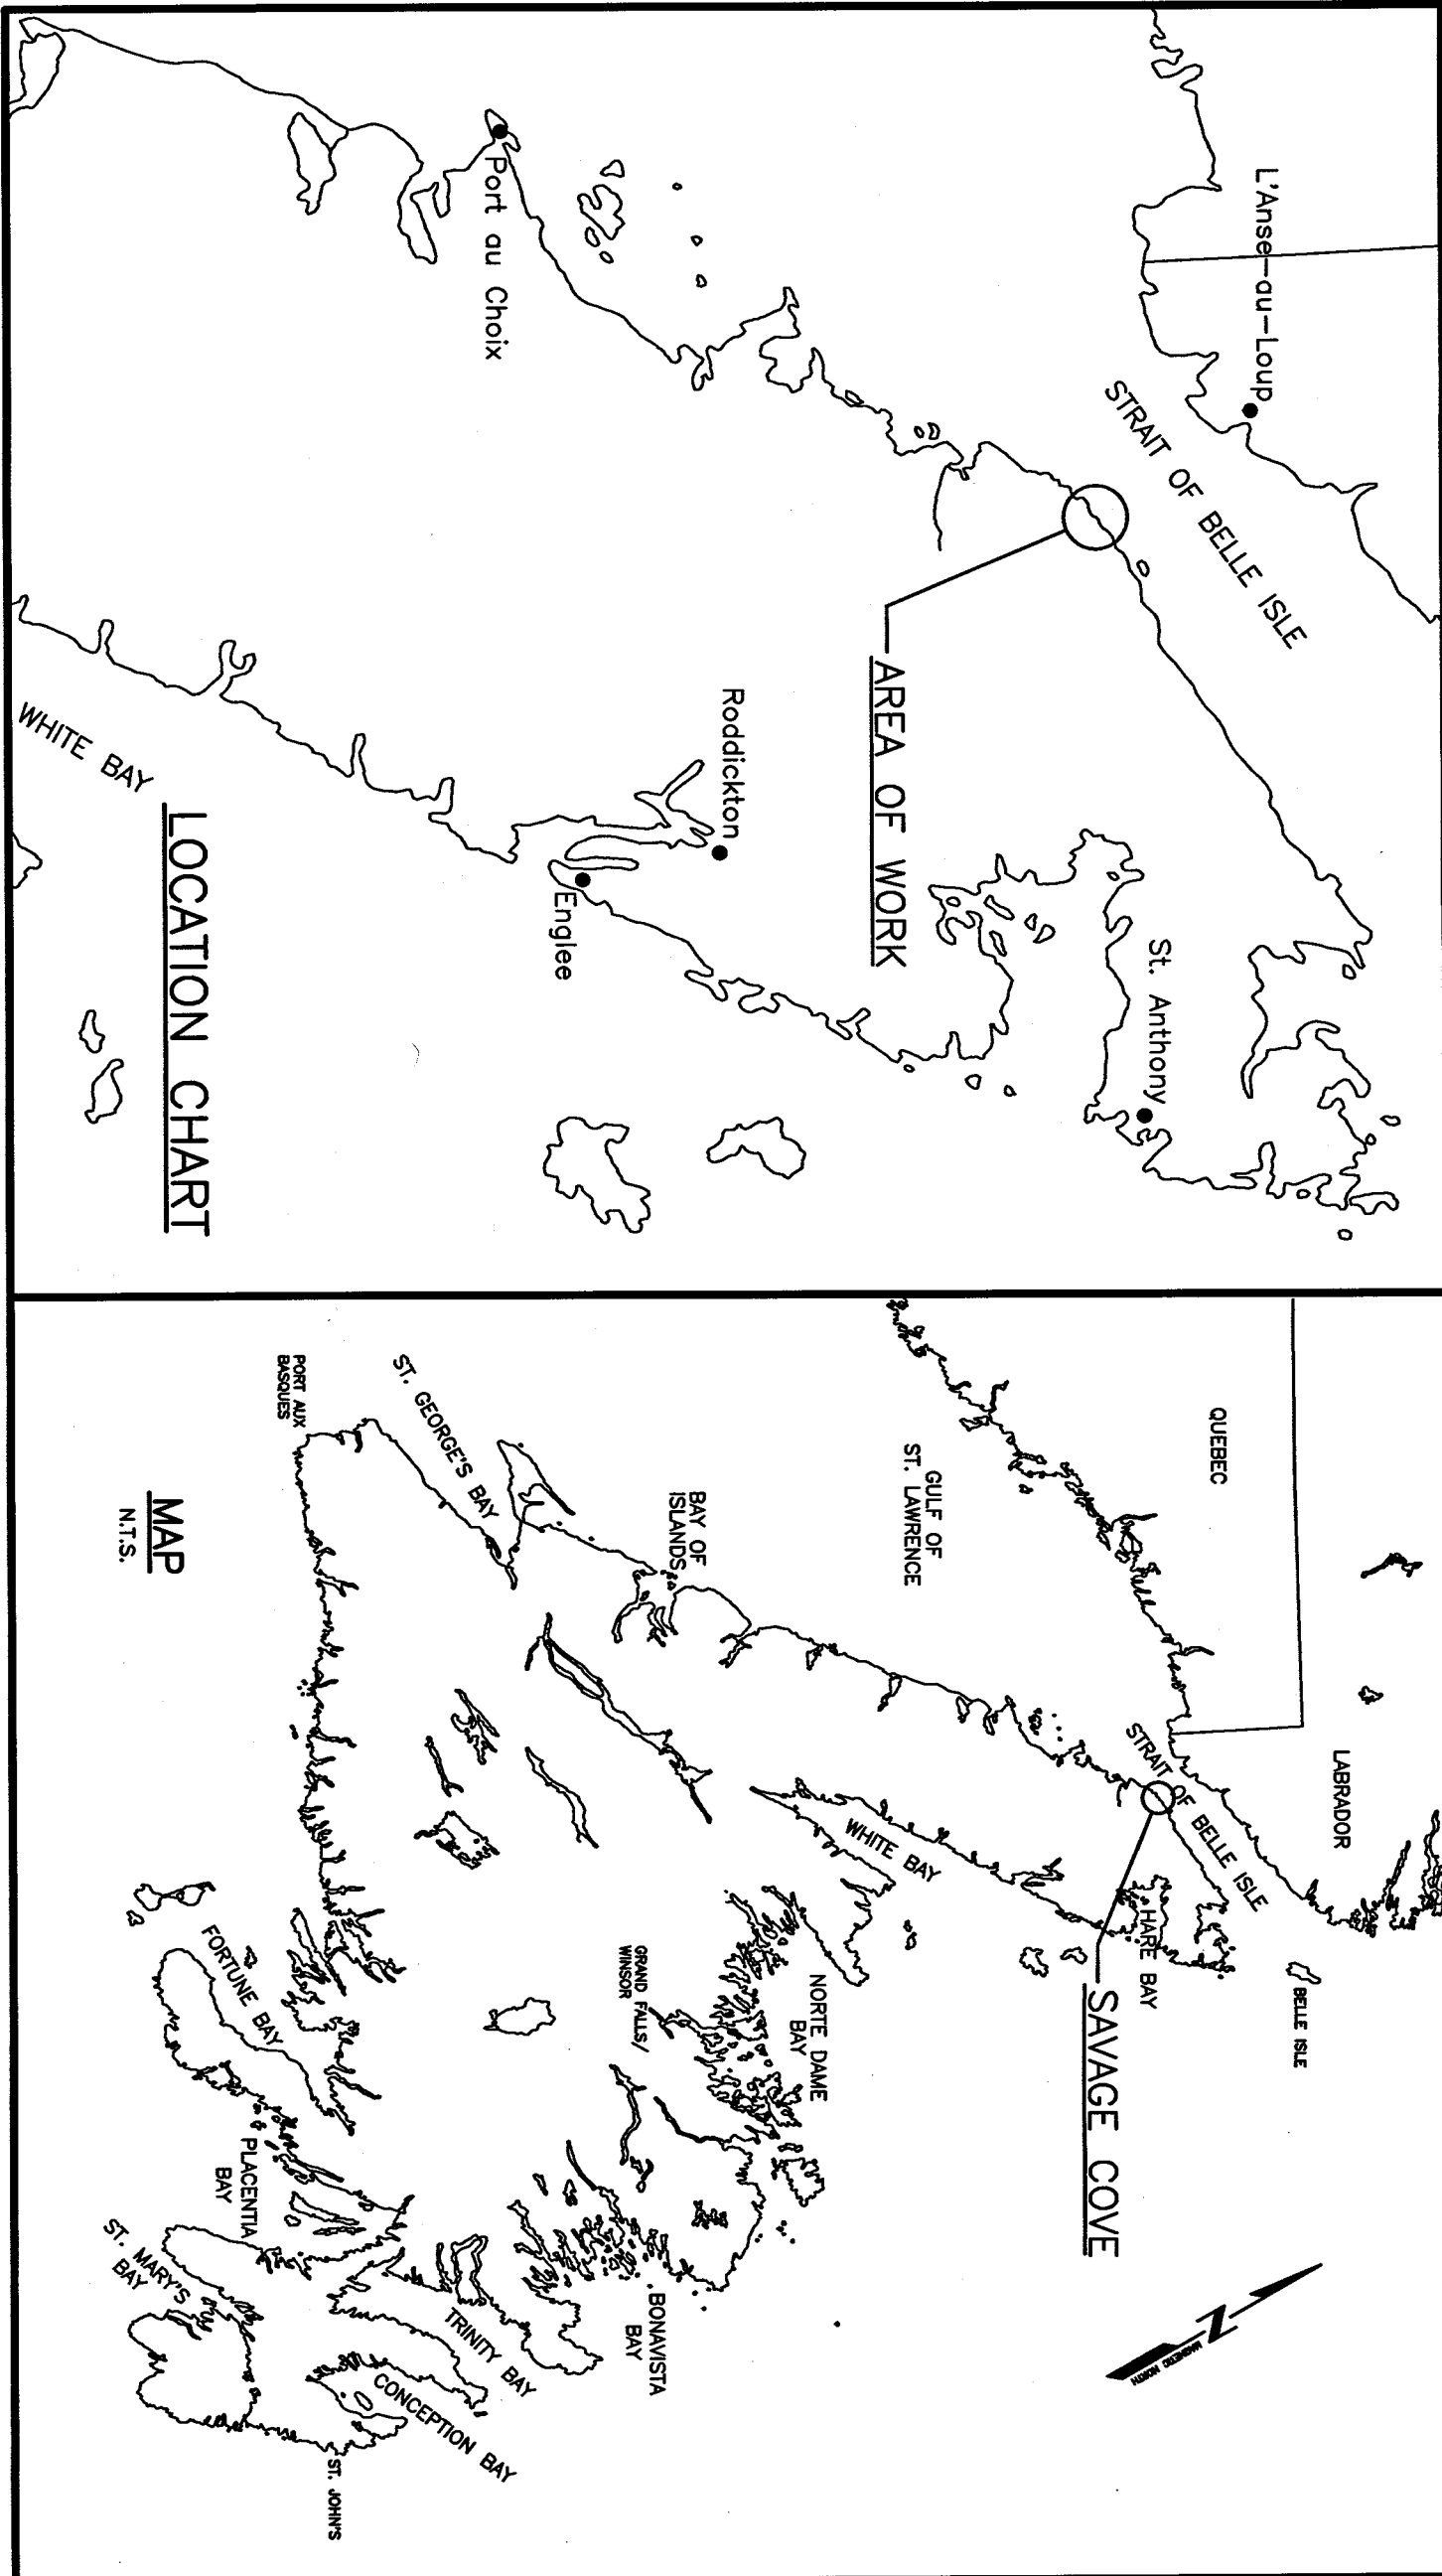 L'Anse-au-Loup
STRAIT OF BELLE ISLE
Port au Choix
AREA OF WORK
Roddickton
St. Anthony
Englee
WHITE BAY
LOCATION CHART
QUEBEC
LABRADOR
GULF OF
ST. LAWRENCE
STRAIT OF BELLE ISLE
BELLE ISLE
HARE BAY
SAVAGE COVE
WHITE BAY
BAY OF
ISLANDS
ST. GEORGE'S BAY
PORT AUX
BASQUES
NORTE DAME
BAY
GRAND FALLS/
WINSOR
FORTUNE BAY
PLACENTIA
BAY
ST. MARY'S
BAY
TRINITY BAY
BONAVISTA
BAY
CONCEPTION BAY
ST. JOHN'S
N
MAGNETIC NORTH
MAP
N.T.S.